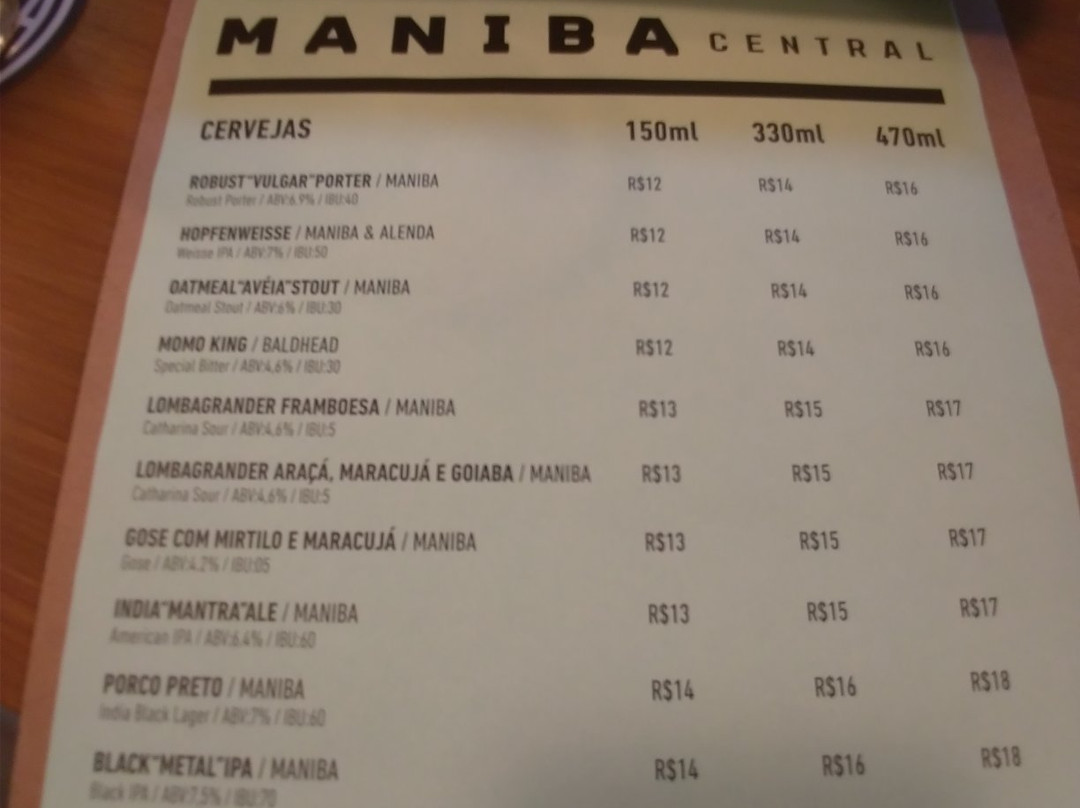 MANIBA CENTRAL
CERVEJAS 150ml 330ml 470ml
ROBUST"VULGAR"PORTER / MANIBA R$12 R$14 R$16
Robust Porter / ABV:6,9% / IBU:40
HOPFENWEISSE / MANIBA & ALENDA R$12 R$14 R$16
Weisse IPA / ABV:7% / IBU:50
OATMEAL"AVÉIA"STOUT / MANIBA R$12 R$14 R$16
Oatmeal Stout / ABV:6% / IBU:30
MOMO KING / BALDHEAD R$12 R$14 R$16
Special Bitter / ABV:4,6% / IBU:30
LOMBAGRANDER FRAMBOESA / MANIBA R$13 R$15 R$17
Catharina Sour / ABV:4,6% / IBU:5
LOMBAGRANDER ARAÇÁ, MARACUJÁ E GOIABA / MANIBA R$13 R$15 R$17
Catharina Sour / ABV:4,6% / IBU:5
GOSE COM MIRTILO E MARACUJÁ / MANIBA R$13 R$15 R$17
Gose / ABV:4.2% / IBU:05
INDIA"MANTRA"ALE / MANIBA R$13 R$15 R$17
American IPA / ABV:6.4% / IBU:60
PORCO PRETO / MANIBA R$14 R$16 R$18
India Black Lager / ABV:7% / IBU:60
BLACK"METAL"IPA / MANIBA R$14 R$16 R$18
Black IPA / ABV:7.5% / IBU:70